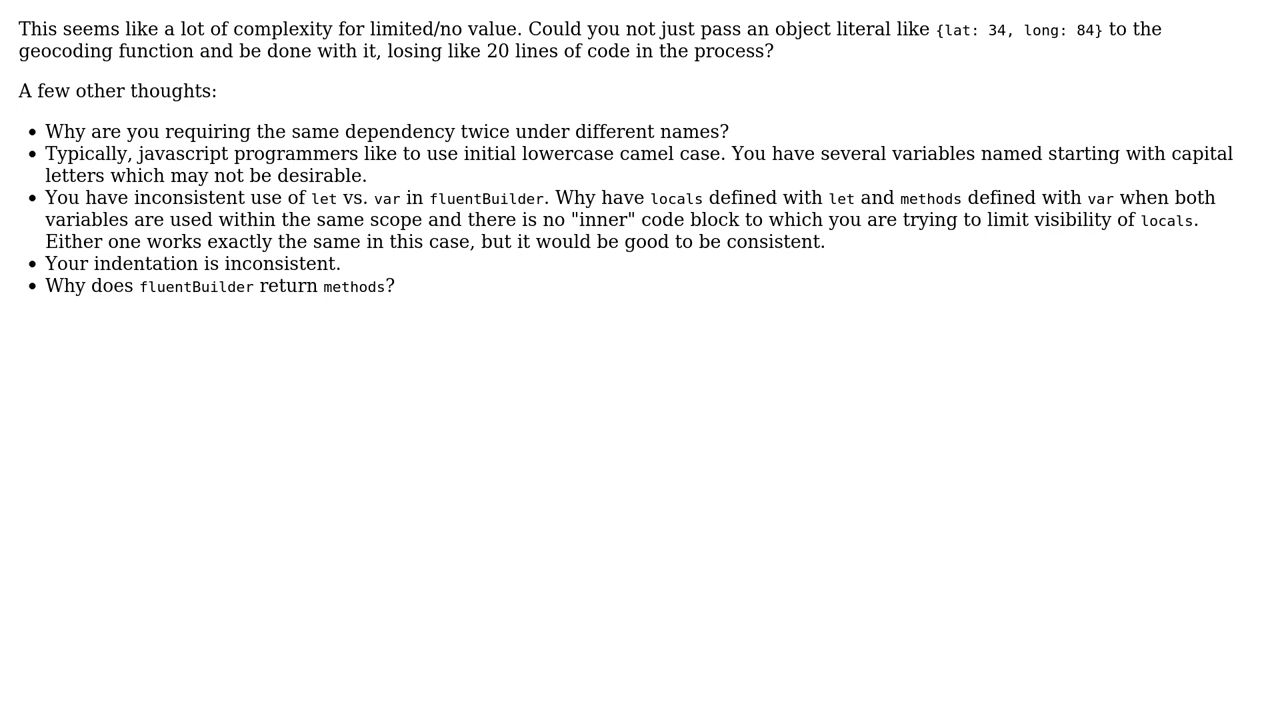 This seems like a lot of complexity for limited/no value. Could you not just pass an object literal like {lat: 34, long: 84} to the
geocoding function and be done with it, losing like 20 lines of code in the process?
A few other thoughts:
• Why are you requiring the same dependency twice under different names?
• Typically, javascript programmers like to use initial lowercase camel case. You have several variables named starting with capital
letters which may not be desirable.
• You have inconsistent use of let vs. var in fluentBuilder. Why have locals defined with let and methods defined with var when both
variables are used within the same scope and there is no "inner" code block to which you are trying to limit visibility of locals.
Either one works exactly the same in this case, but it would be good to be consistent.
• Your indentation is inconsistent.
• Why does fluentBuilder return methods?